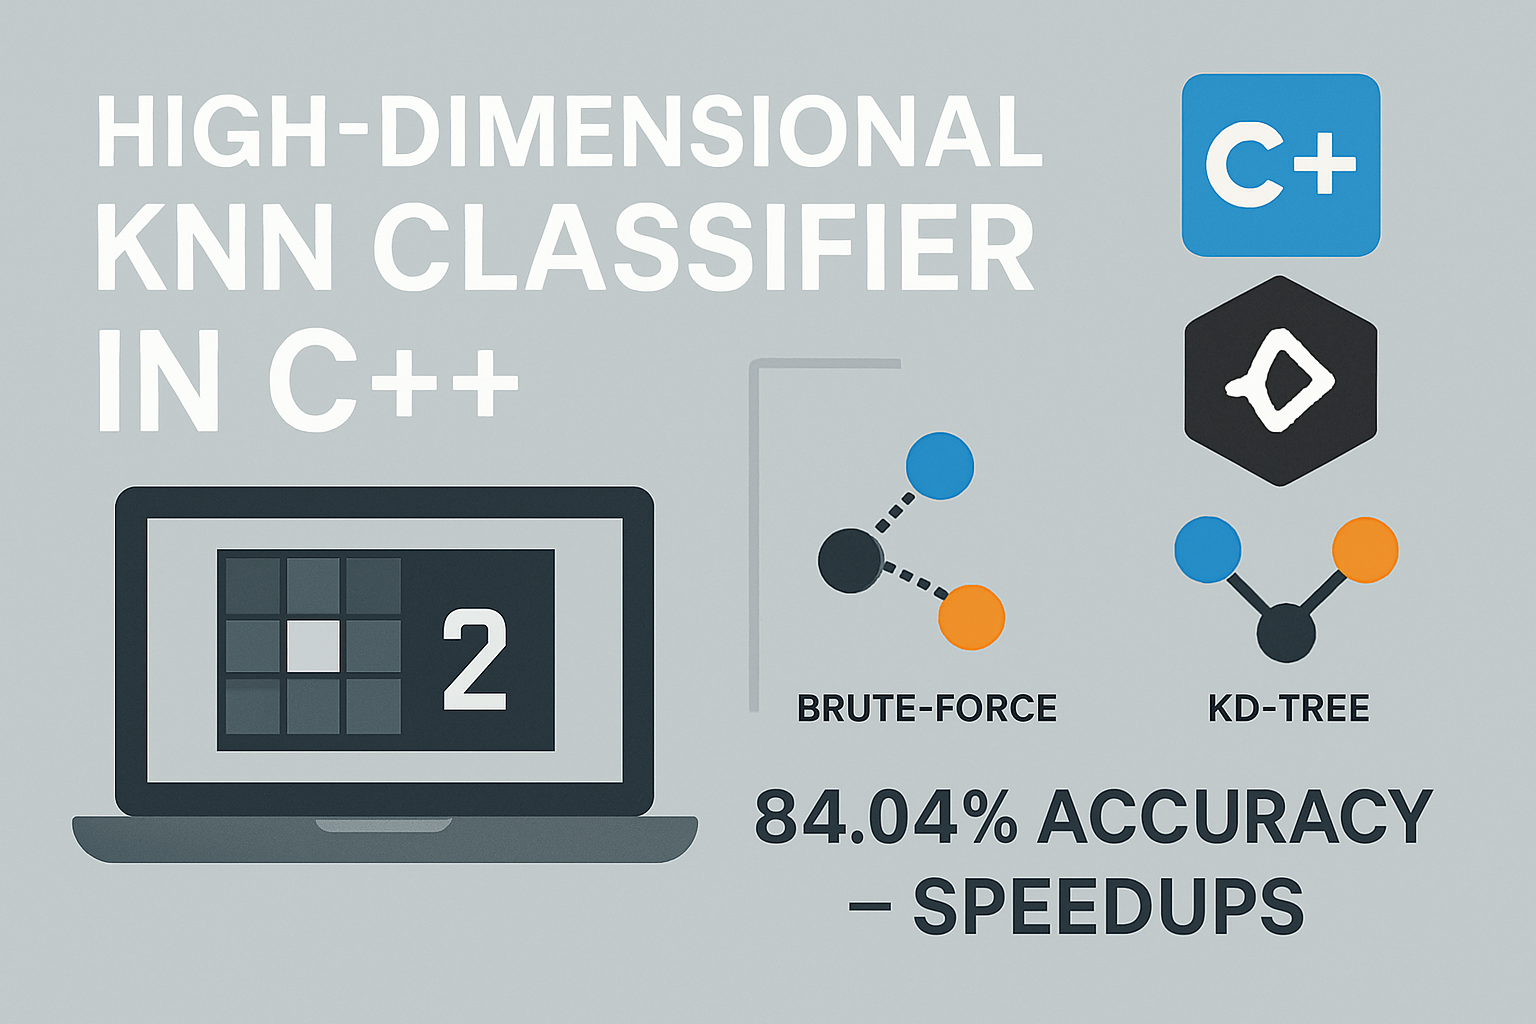 HIGH-DIMENSIONAL
KNN CLASSIFIER
IN C++
C+
2
BRUTE-FORCE
KD-TREE
84.04% ACCURACY
– SPEEDUPS